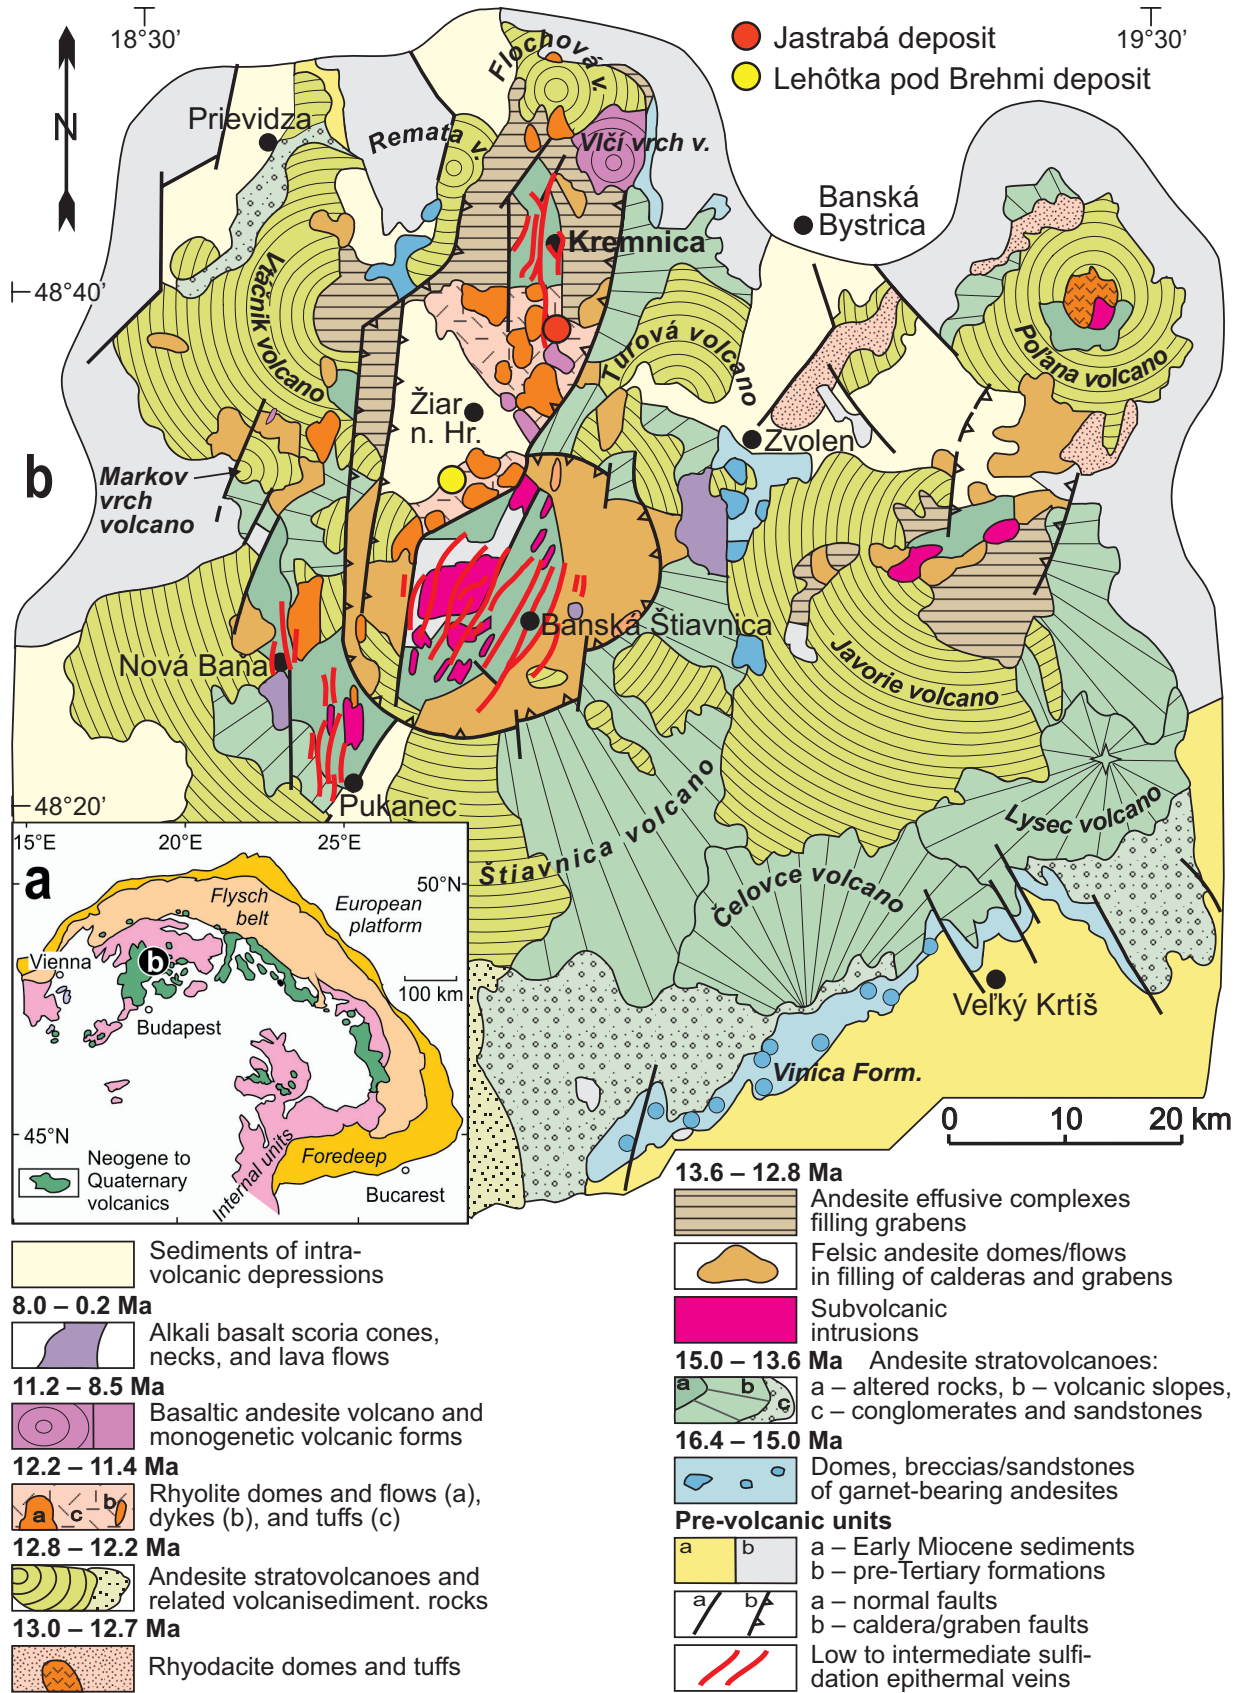 18°30'
19°30'
Jastrabá deposit
Lehôtka pod Brehmi deposit
N
Flochová v.
Prievidza
Remata v.
Vlčí vrch v.
Banská
Bystrica
Kremnica
48°40'
Vtáčnik volcano
Turová volcano
Poľana volcano
Žiar
n. Hr.
Zvolen
b
Markov
vrch
volcano
Banská Štiavnica
Nová Baňa
Javorie volcano
48°20'
Pukanec
Štiavnica volcano
Lysec volcano
Čelovce volcano
Veľký Krtíš
Vinica Form.
0 10 20 km
15°E 20°E 25°E
a
50°N
Flysch
belt
European
platform
Vienna
b
100 km
Budapest
45°N
Internal units
Foredeep
Bucarest
Neogene to
Quaternary
volcanics
Sediments of intra-
volcanic depressions
8.0 – 0.2 Ma
Alkali basalt scoria cones,
necks, and lava flows
11.2 – 8.5 Ma
Basaltic andesite volcano and
monogenetic volcanic forms
12.2 – 11.4 Ma
a c b
Rhyolite domes and flows (a),
dykes (b), and tuffs (c)
12.8 – 12.2 Ma
Andesite stratovolcanoes and
related volcanisediment. rocks
13.0 – 12.7 Ma
Rhyodacite domes and tuffs
13.6 – 12.8 Ma
Andesite effusive complexes
filling grabens
Felsic andesite domes/flows
in filling of calderas and grabens
Subvolcanic
intrusions
15.0 – 13.6 Ma Andesite stratovolcanoes:
a b c
a – altered rocks, b – volcanic slopes,
c – conglomerates and sandstones
16.4 – 15.0 Ma
Domes, breccias/sandstones
of garnet-bearing andesites
Pre-volcanic units
a b
a – Early Miocene sediments
b – pre-Tertiary formations
a b
a – normal faults
b – caldera/graben faults
Low to intermediate sulfi-
dation epithermal veins